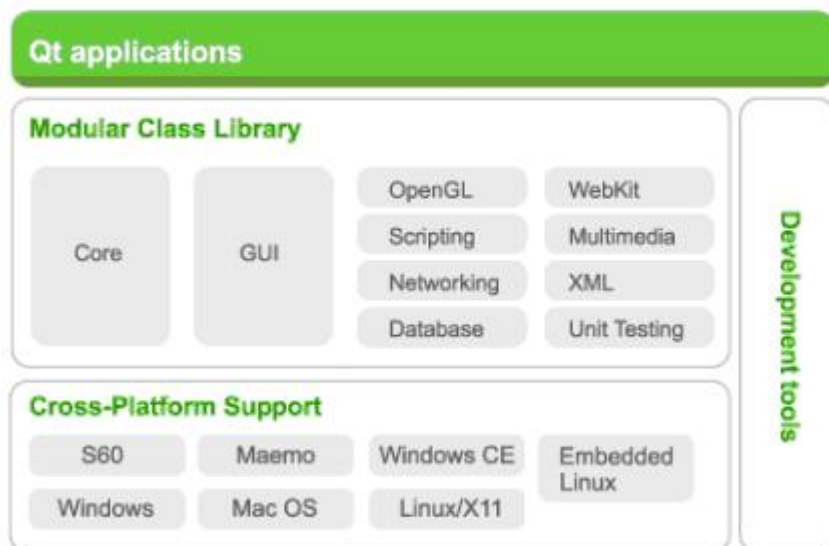 Qt applications
Modular Class Library
Core
GUI
OpenGL
WebKit
Scripting
Multimedia
Networking
XML
Database
Unit Testing
Cross-Platform Support
S60
Maemo
Windows CE
Embedded
Linux
Windows
Mac OS
Linux/X11
Development tools